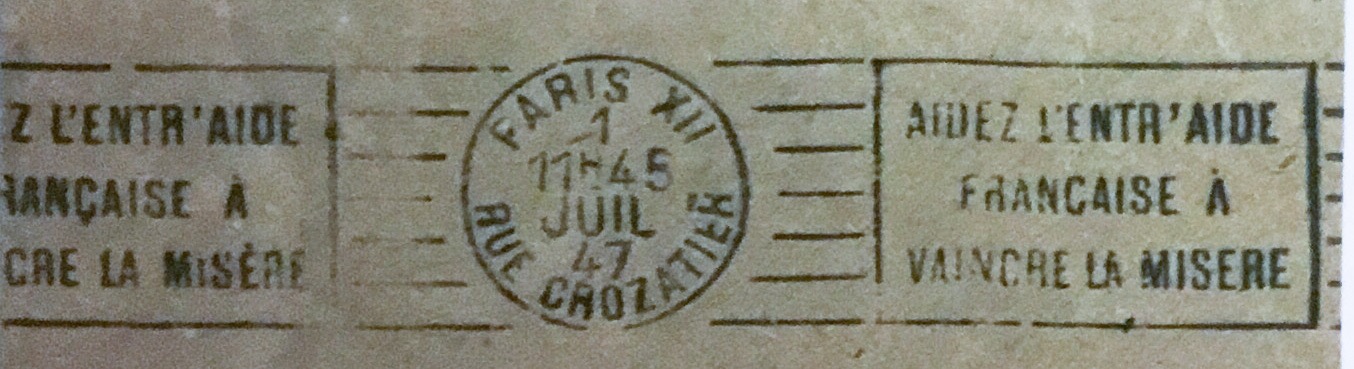 Z L'ENTR'AIDE
RANÇAISE À
CRE LA MISÈRE
PARIS XII
1
11H45
JUIL
47
RUE CROZATIER
AIDEZ L'ENTR'AIDE
FRANCAISE À
VAINCRE LA MISERE